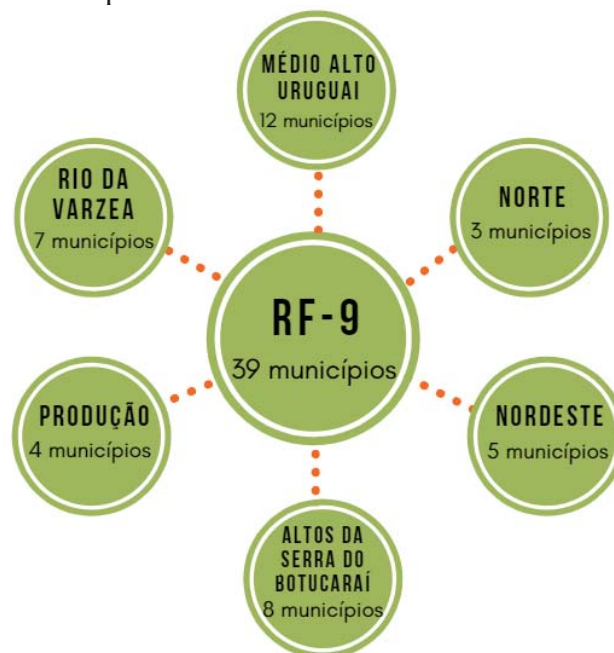 MÉDIO ALTO
URUGUAI
12 municípios
RIO DA
VARZEA
7 municípios
NORTE
3 municípios
RF-9
39 municípios
PRODUÇÃO
4 municípios
NORDESTE
5 municípios
ALTOS DA
SERRA DO
BOTUCARAÍ
8 municípios